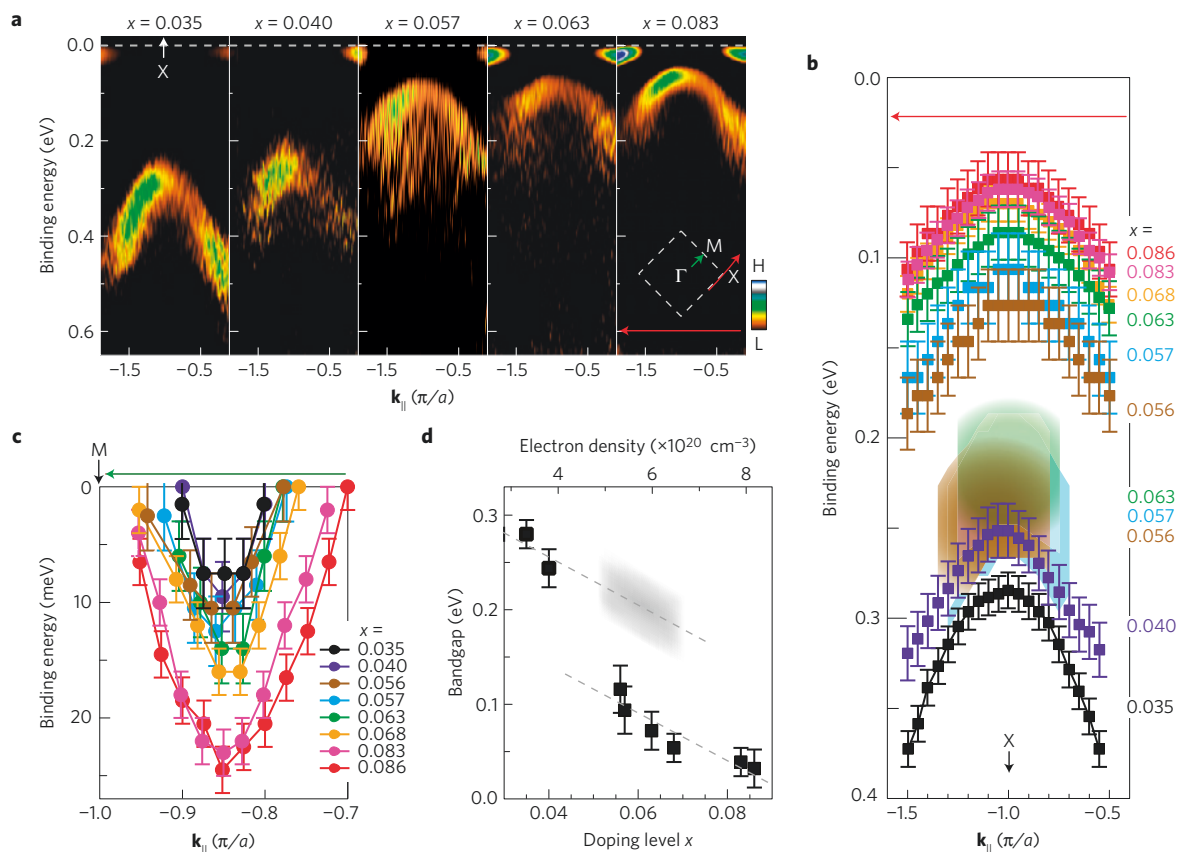 a
x = 0.035 x = 0.040 x = 0.057 x = 0.063 x = 0.083
0.0
0.2
0.4
0.6
Binding energy (eV)
X
M
Γ
X
H
L
−1.5 −0.5 −1.5 −0.5 −1.5 −0.5 −1.5 −0.5 −1.5 −0.5
k|| (π/a)
b
0.0
0.1
0.2
0.3
0.4
Binding energy (eV)
x =
0.086
0.083
0.068
0.063
0.057
0.056
0.063
0.057
0.056
0.040
0.035
X
−1.5 −1.0 −0.5
k|| (π/a)
c
M
0
10
20
Binding energy (meV)
x =
0.035
0.040
0.056
0.057
0.063
0.068
0.083
0.086
−1.0 −0.9 −0.8 −0.7
k|| (π/a)
d
Electron density (×10²⁰ cm⁻³)
4 6 8
0.3
0.2
0.1
0.0
Bandgap (eV)
0.04 0.06 0.08
Doping level x